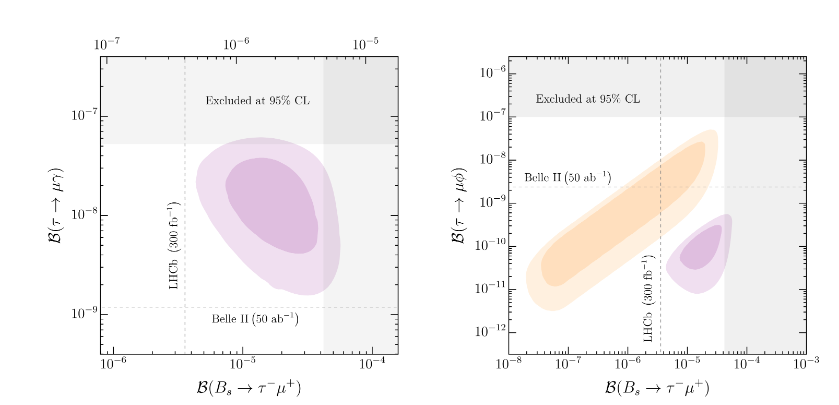 10⁻⁷ 10⁻⁶ 10⁻⁵
Excluded at 95% CL
10⁻⁷
10⁻⁸
10⁻⁹
B(τ → μγ)
LHCb (300 fb⁻¹)
Belle II (50 ab⁻¹)
10⁻⁶ 10⁻⁵ 10⁻⁴
B(Bₛ → τ⁻μ⁺)
10⁻⁶
10⁻⁷
10⁻⁸
10⁻⁹
10⁻¹⁰
10⁻¹¹
10⁻¹²
B(τ → μϕ)
Excluded at 95% CL
Belle II (50 ab⁻¹)
LHCb (300 fb⁻¹)
10⁻⁸ 10⁻⁷ 10⁻⁶ 10⁻⁵ 10⁻⁴ 10⁻³
B(Bₛ → τ⁻μ⁺)